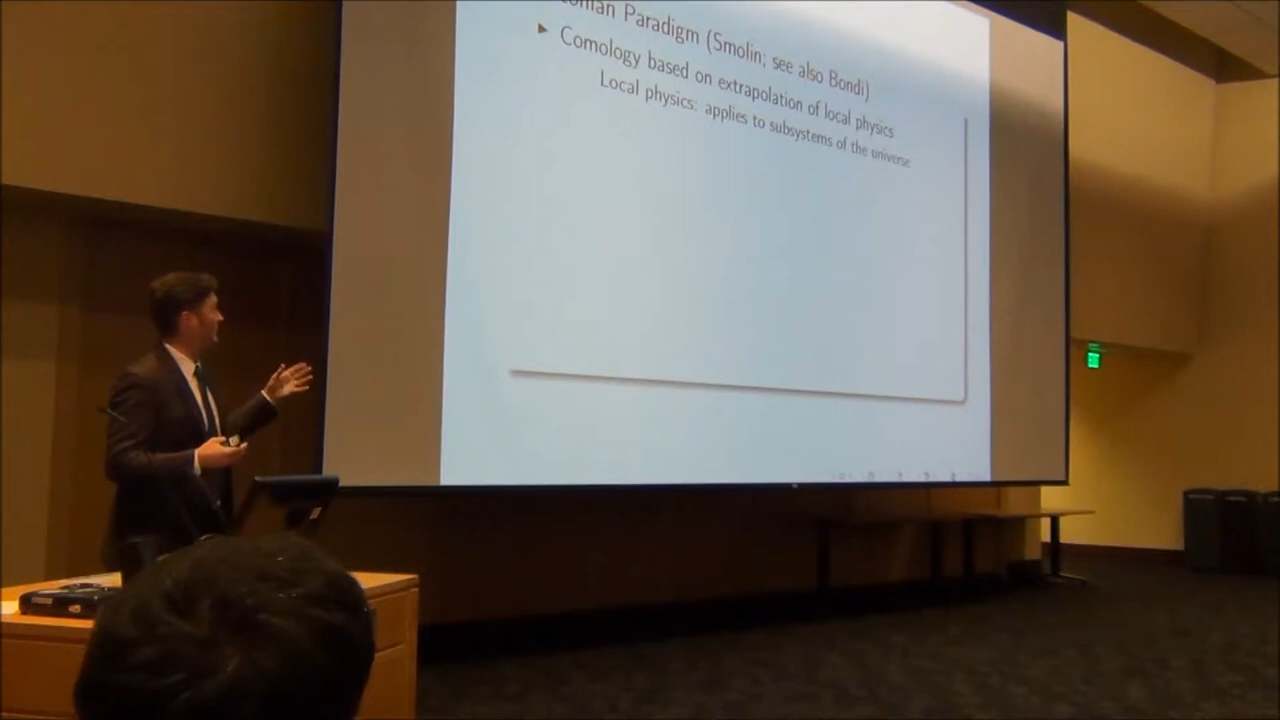 Paradigm (Smolin; see also Bondi)
▶ Comology based on extrapolation of local physics
Local physics: applies to subsystems of the universe